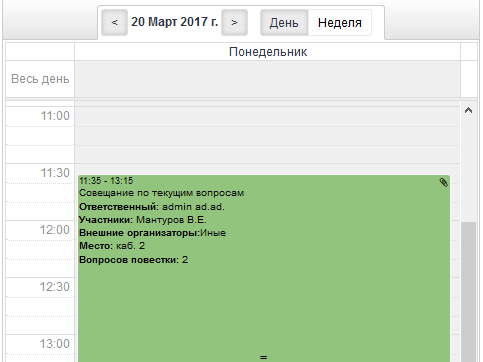 < 20 Март 2017 г. > День Неделя
Понедельник
Весь день
11:00
11:30
11:35 - 13:15
Совещание по текущим вопросам
Ответственный: admin ad.ad.
Участники: Мантуров В.Е.
Внешние организаторы:Иные
12:00
Место: каб. 2
Вопросов повестки: 2
12:30
13:00